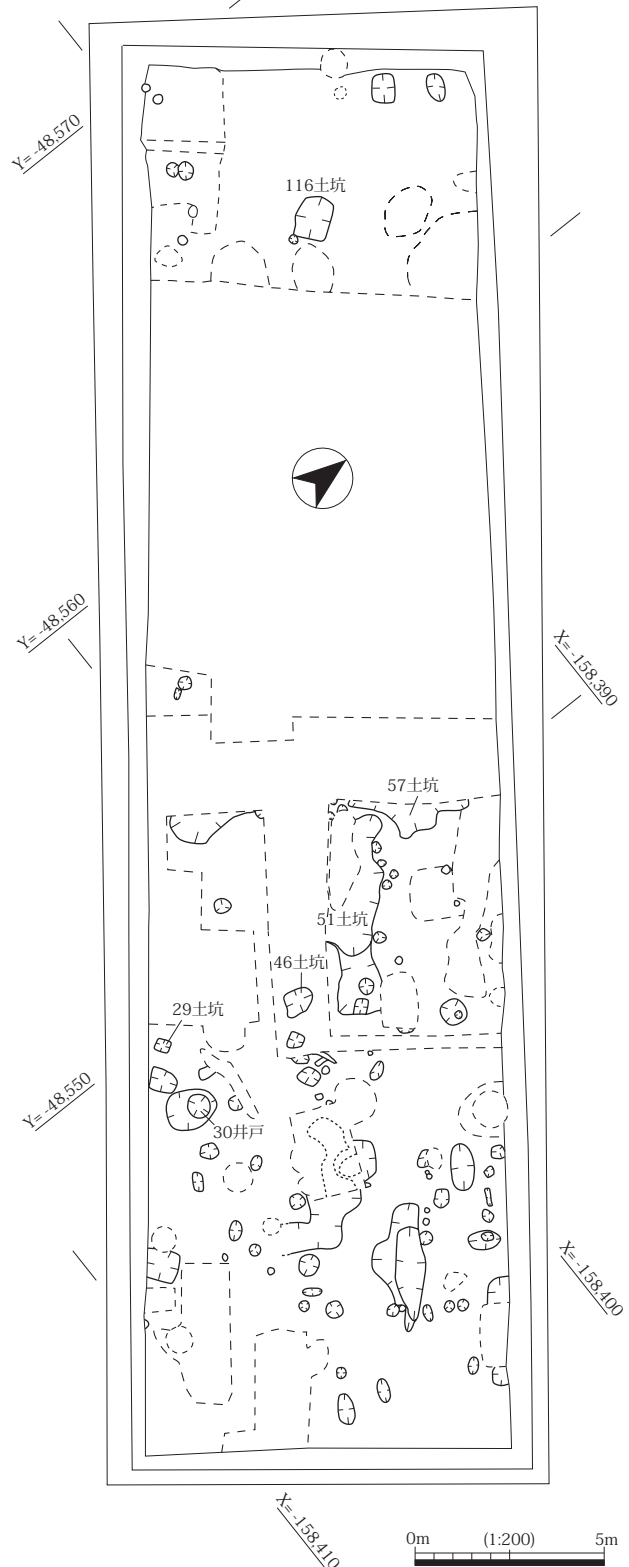 Y= -48,570
116土坑
Y= -48,560
X= -158,390
57土坑
51土坑
46土坑
29土坑
Y= -48,550
30井戸
X= -158,400
X= -158,410
0m (1:200) 5m